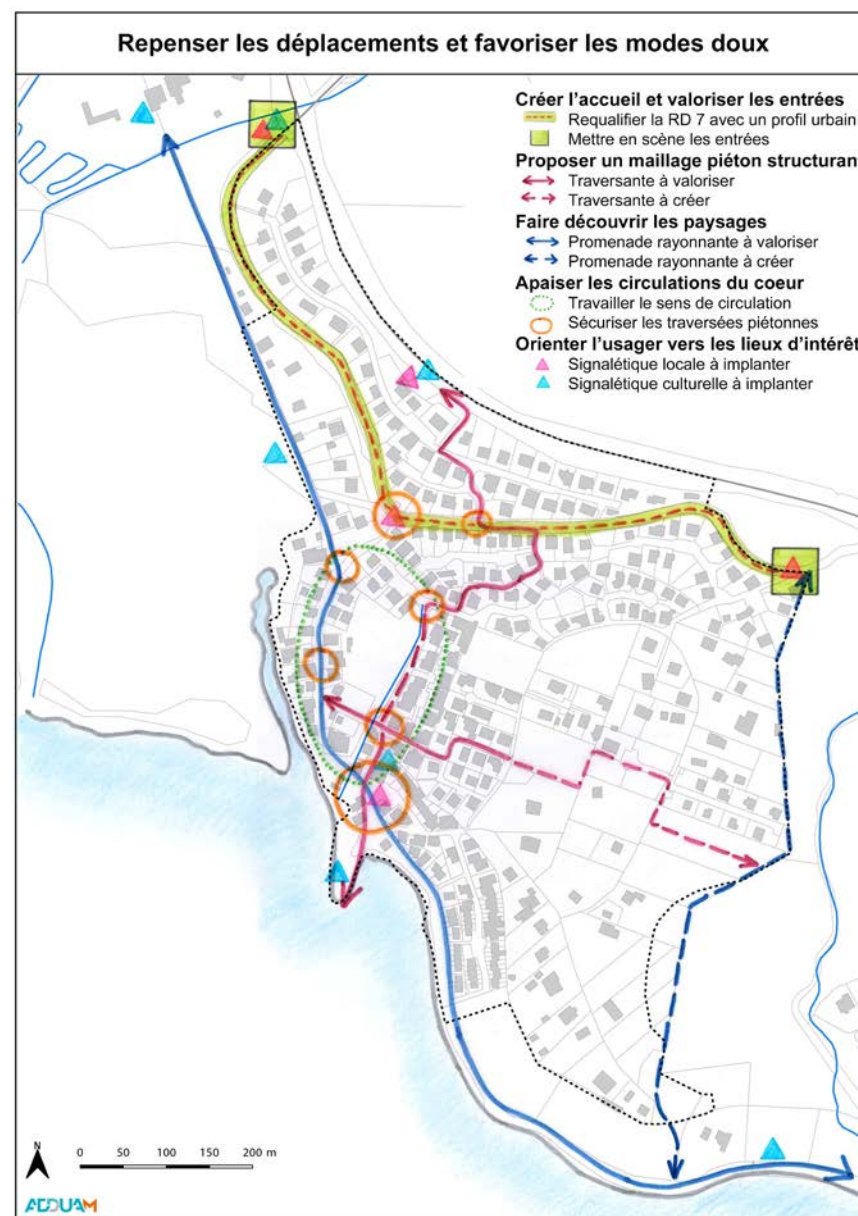 Repenser les déplacements et favoriser les modes doux
Créer l'accueil et valoriser les entrées
Requalifier la RD 7 avec un profil urbain
Mettre en scène les entrées
Proposer un maillage piéton structurant
Traversante à valoriser
Traversante à créer
Faire découvrir les paysages
Promenade rayonnante à valoriser
Promenade rayonnante à créer
Apaiser les circulations du coeur
Travailler le sens de circulation
Sécuriser les traversées piétonnes
Orienter l'usager vers les lieux d'intérêt
Signalétique locale à implanter
Signalétique culturelle à implanter
N
0 50 100 150 200 m
ADDUAM